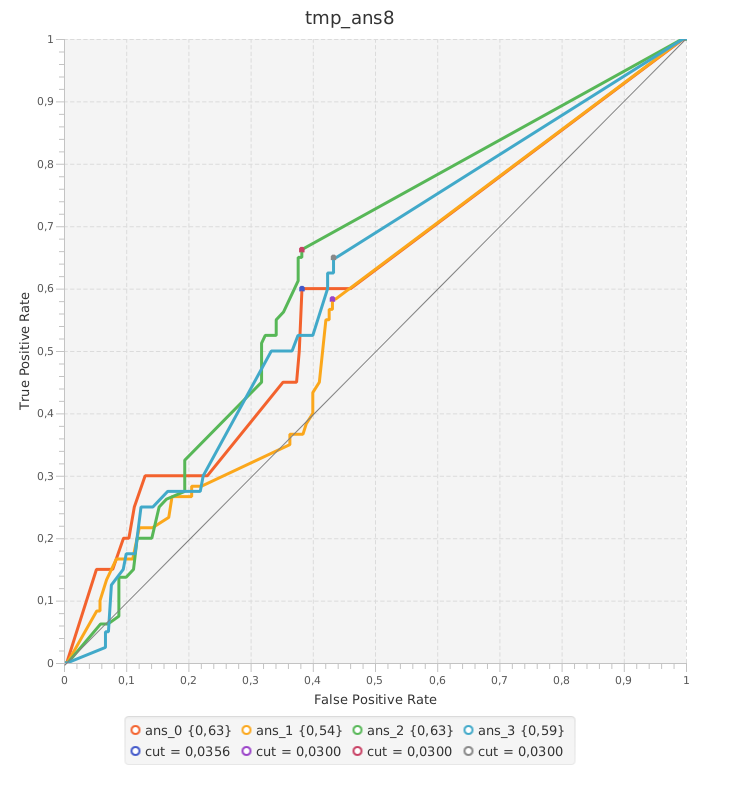 tmp_ans8
1
0,9
0,8
0,7
0,6
0,5
0,4
0,3
0,2
0,1
0
True Positive Rate
0 0,1 0,2 0,3 0,4 0,5 0,6 0,7 0,8 0,9 1
False Positive Rate
ans_0 {0,63} ans_1 {0,54} ans_2 {0,63} ans_3 {0,59}
cut = 0,0356 cut = 0,0300 cut = 0,0300 cut = 0,0300